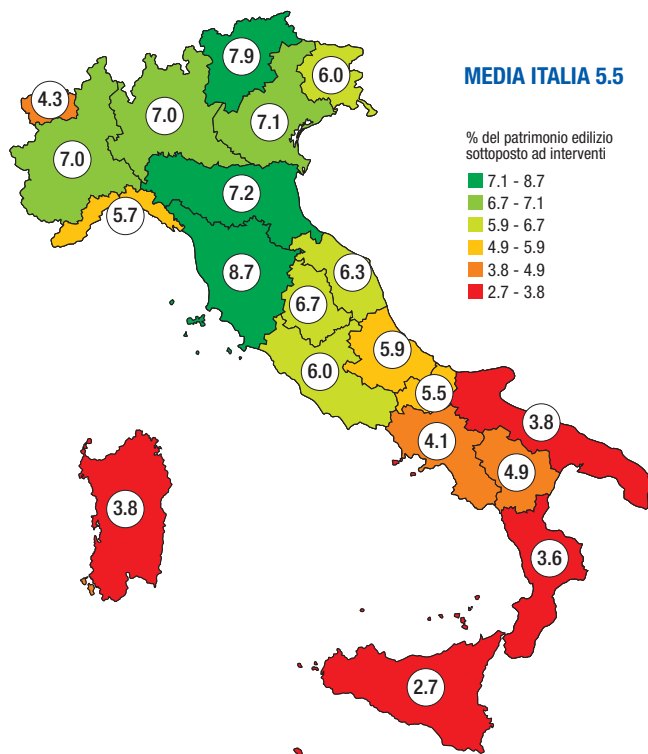 7.9
6.0
MEDIA ITALIA 5.5
4.3
7.0
7.1
7.0
% del patrimonio edilizio
sottoposto ad interventi
7.1 - 8.7
6.7 - 7.1
5.9 - 6.7
4.9 - 5.9
3.8 - 4.9
2.7 - 3.8
7.2
5.7
8.7
6.3
6.7
5.9
6.0
5.5
3.8
4.1
4.9
3.8
3.6
2.7